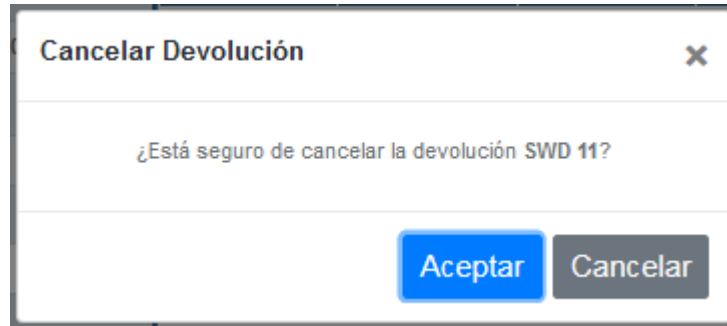 Cancelar Devolución
×
¿Está seguro de cancelar la devolución SWD 11?
Aceptar Cancelar